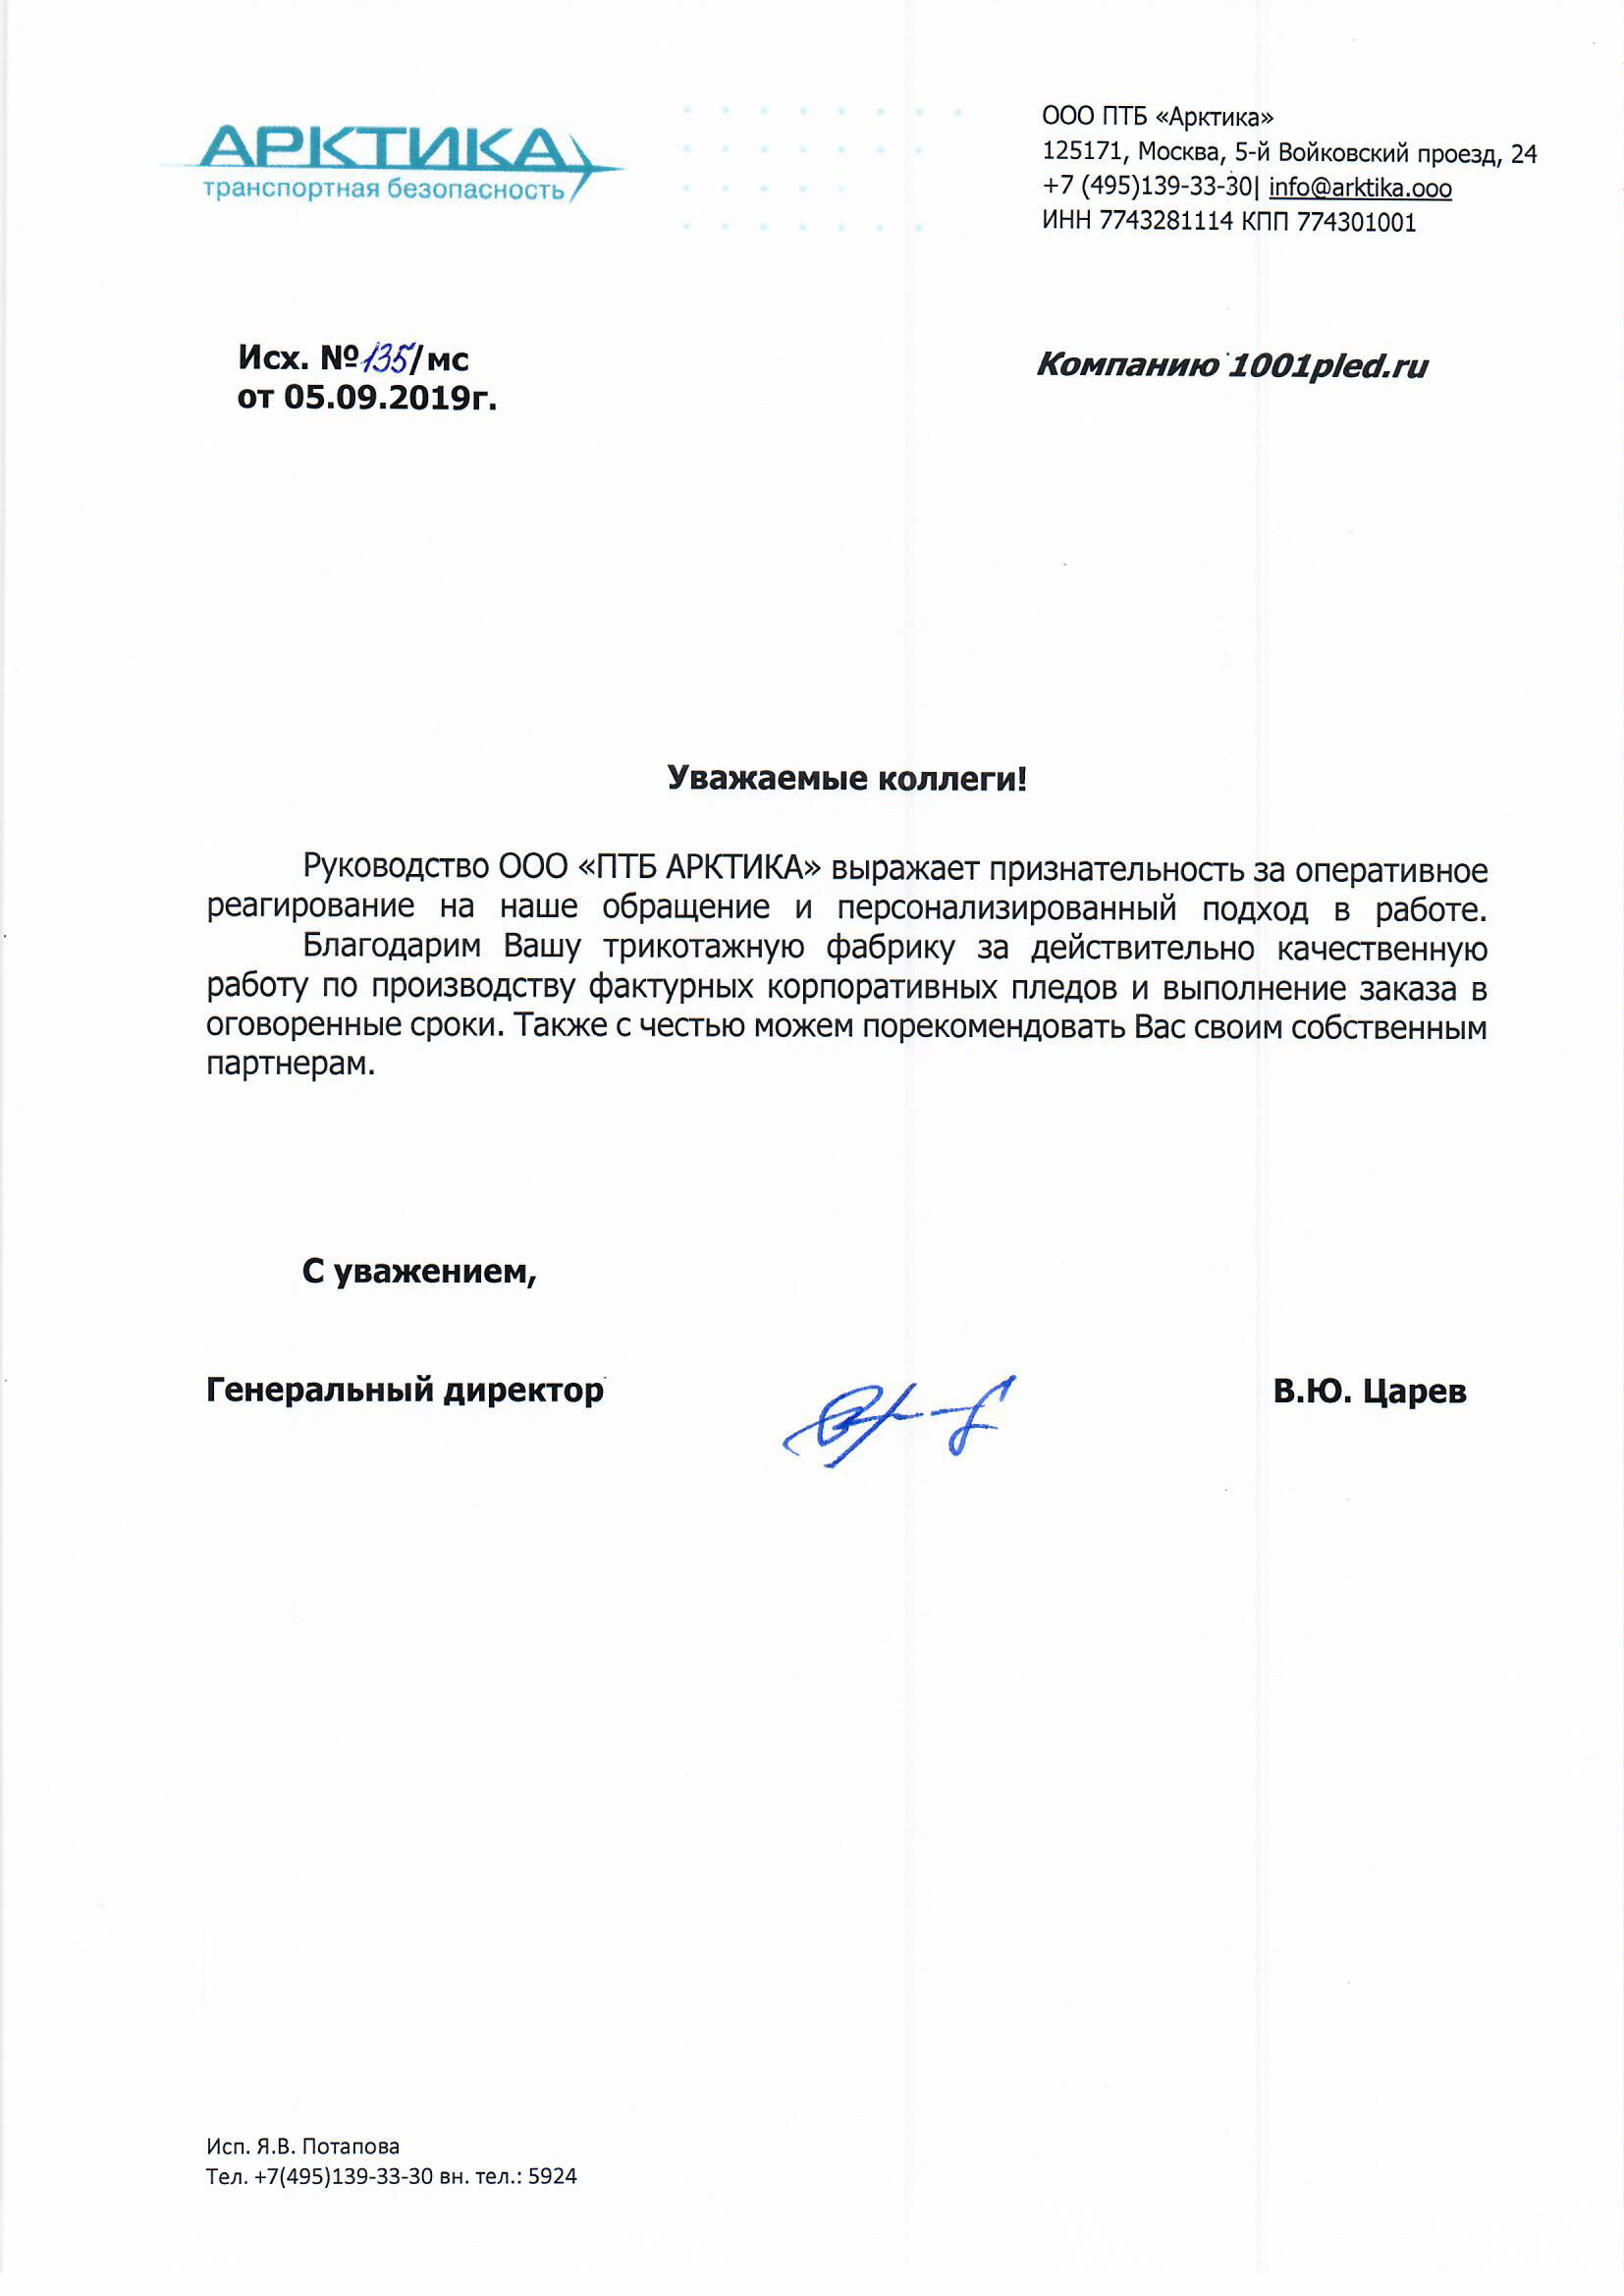 АРКТИКА
транспортная безопасность
ООО ПТБ «Арктика»
125171, Москва, 5-й Войковский проезд, 24
+7 (495)139-33-30| info@arktika.ooo
ИНН 7743281114 КПП 774301001
Исх. №135/мс
от 05.09.2019г.
Компанию 1001pled.ru
Уважаемые коллеги!
Руководство ООО «ПТБ АРКТИКА» выражает признательность за оперативное
реагирование на наше обращение и персонализированный подход в работе.
Благодарим Вашу трикотажную фабрику за действительно качественную
работу по производству фактурных корпоративных пледов и выполнение заказа в
оговоренные сроки. Также с честью можем порекомендовать Вас своим собственным
партнерам.
С уважением,
Генеральный директор
В.Ю. Царев
Исп. Я.В. Потапова
Тел. +7(495)139-33-30 вн. тел.: 5924